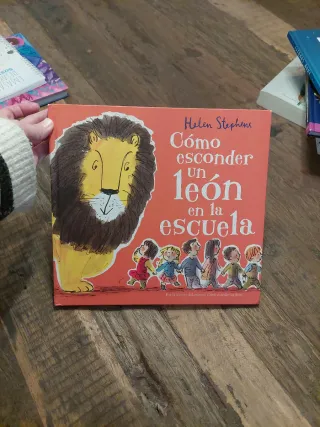 Helen Stephens
Cómo
esconder
un
león
en la
escuela